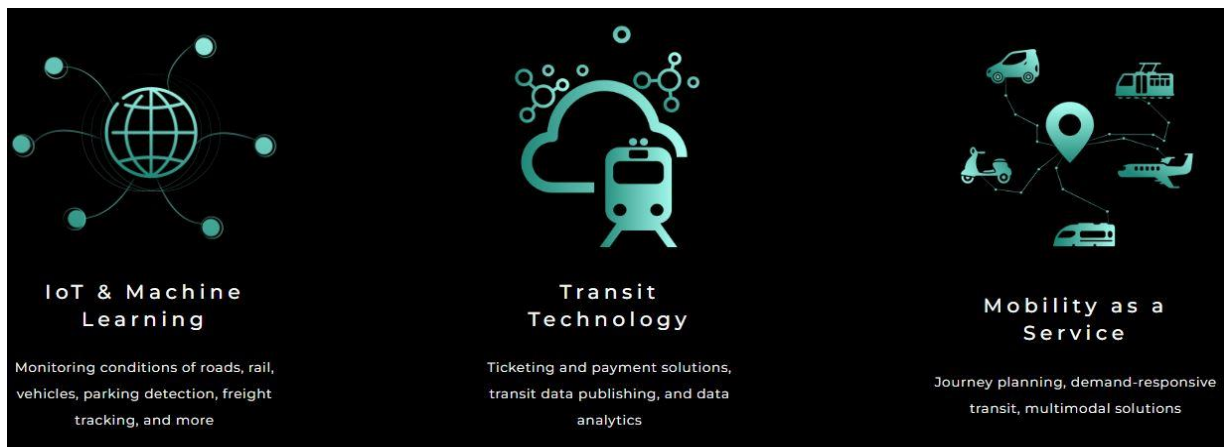 IoT & Machine
Learning
Monitoring conditions of roads, rail,
vehicles, parking detection, freight
tracking, and more
Transit
Technology
Ticketing and payment solutions,
transit data publishing, and data
analytics
Mobility as a
Service
Journey planning, demand-responsive
transit, multimodal solutions